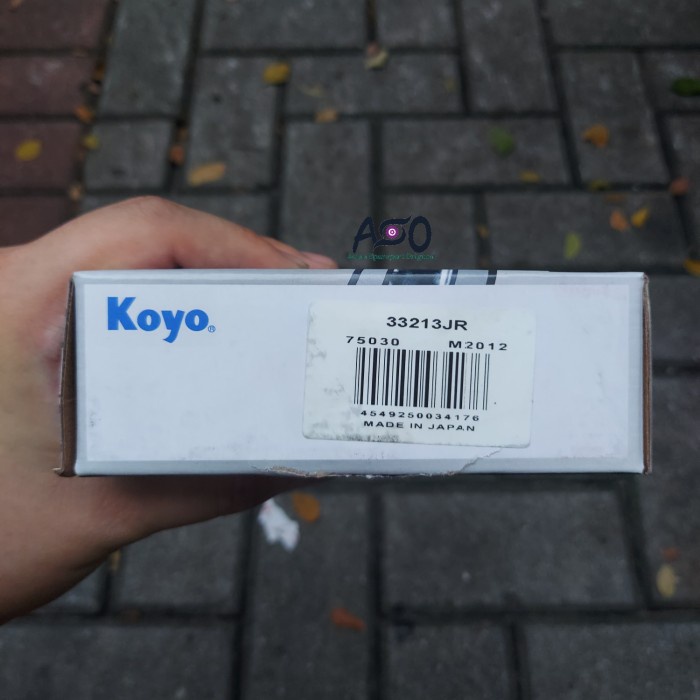 ASO
Koyo®
33213JR
75030 M2012
4549250034176
MADE IN JAPAN